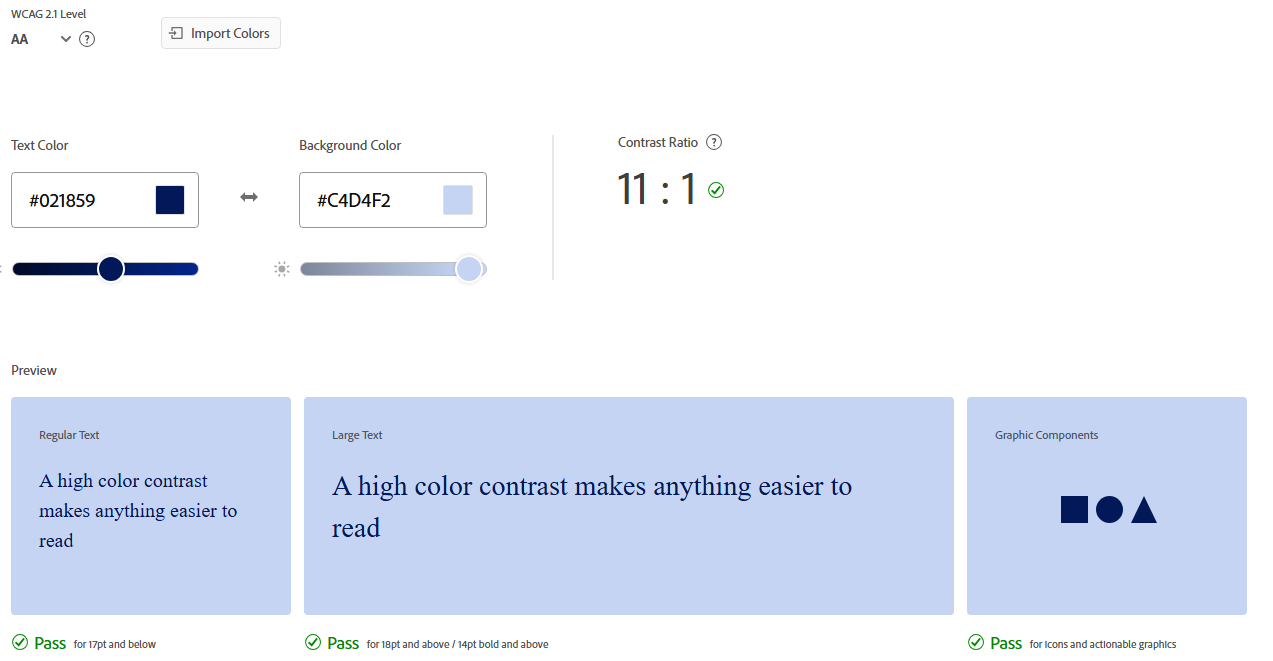 WCAG 2.1 Level
AA
Import Colors
Text Color
Background Color
Contrast Ratio
#021859
#C4D4F2
11 : 1
Preview
Regular Text
A high color contrast
makes anything easier to
read
Large Text
A high color contrast makes anything easier to
read
Graphic Components
Pass for 17pt and below
Pass for 18pt and above / 14pt bold and above
Pass for icons and actionable graphics